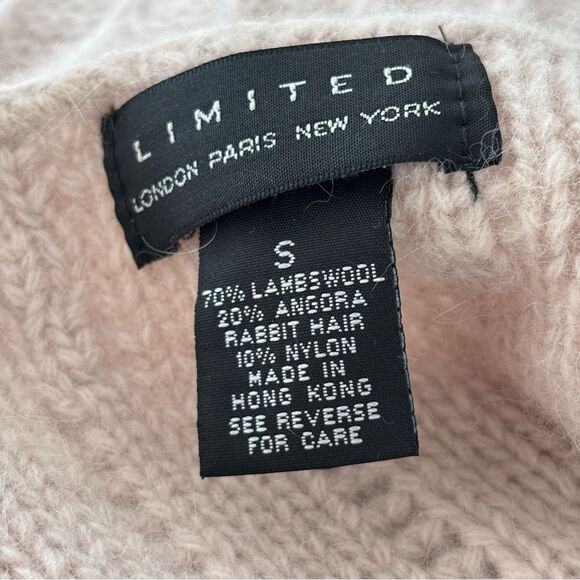 LIMITED
LONDON PARIS NEW YORK
S
70% LAMBSWOOL
20% ANGORA
RABBIT HAIR
10% NYLON
MADE IN
HONG KONG
SEE REVERSE
FOR CARE